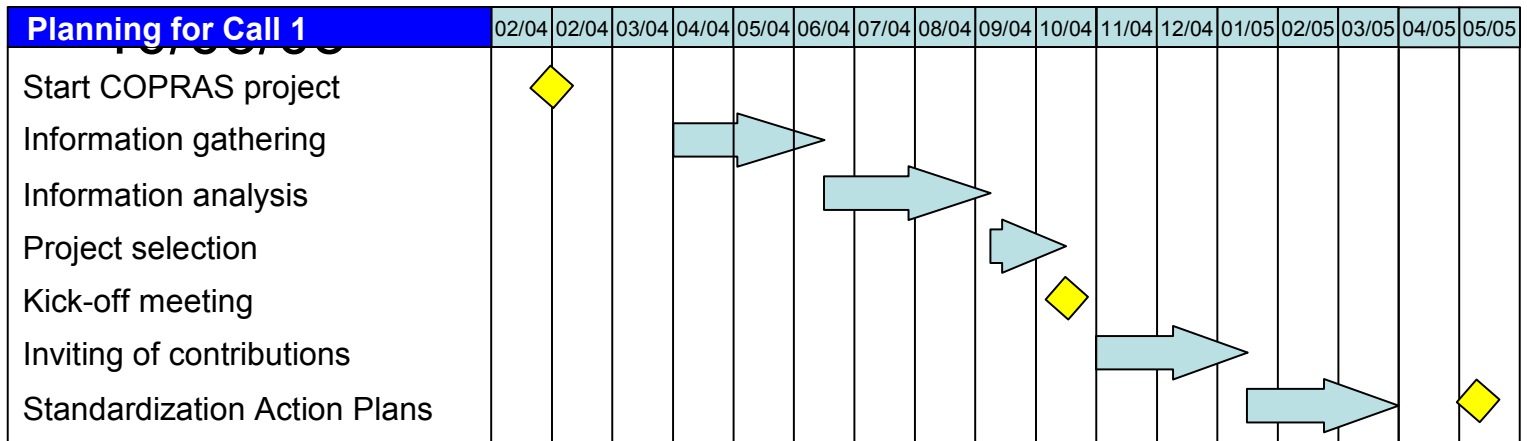 Planning for Call 1 02/04 02/04 03/04 04/04 05/04 06/04 07/04 08/04 09/04 10/04 11/04 12/04 01/05 02/05 03/05 04/05 05/05
Start COPRAS project
Information gathering
Information analysis
Project selection
Kick-off meeting
Inviting of contributions
Standardization Action Plans